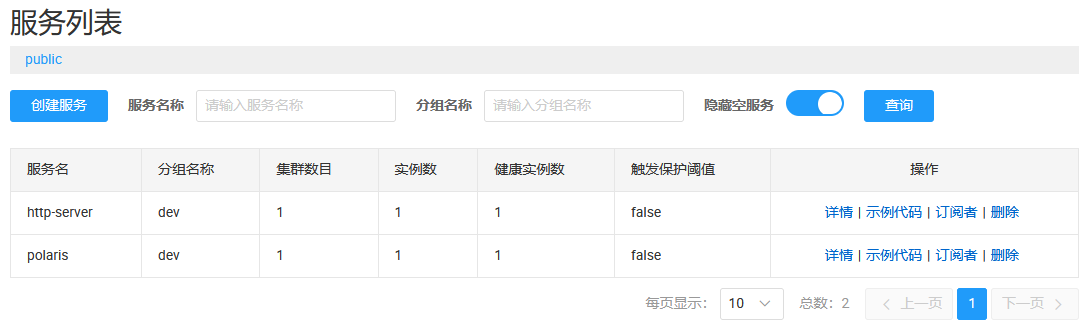 服务列表
public
创建服务 服务名称 请输入服务名称 分组名称 请输入分组名称 隐藏空服务 查询
服务名 分组名称 集群数目 实例数 健康实例数 触发保护阈值 操作
http-server dev 1 1 1 false 详情 | 示例代码 | 订阅者 | 删除
polaris dev 1 1 1 false 详情 | 示例代码 | 订阅者 | 删除
每页显示： 10 总数：2 上一页 1 下一页